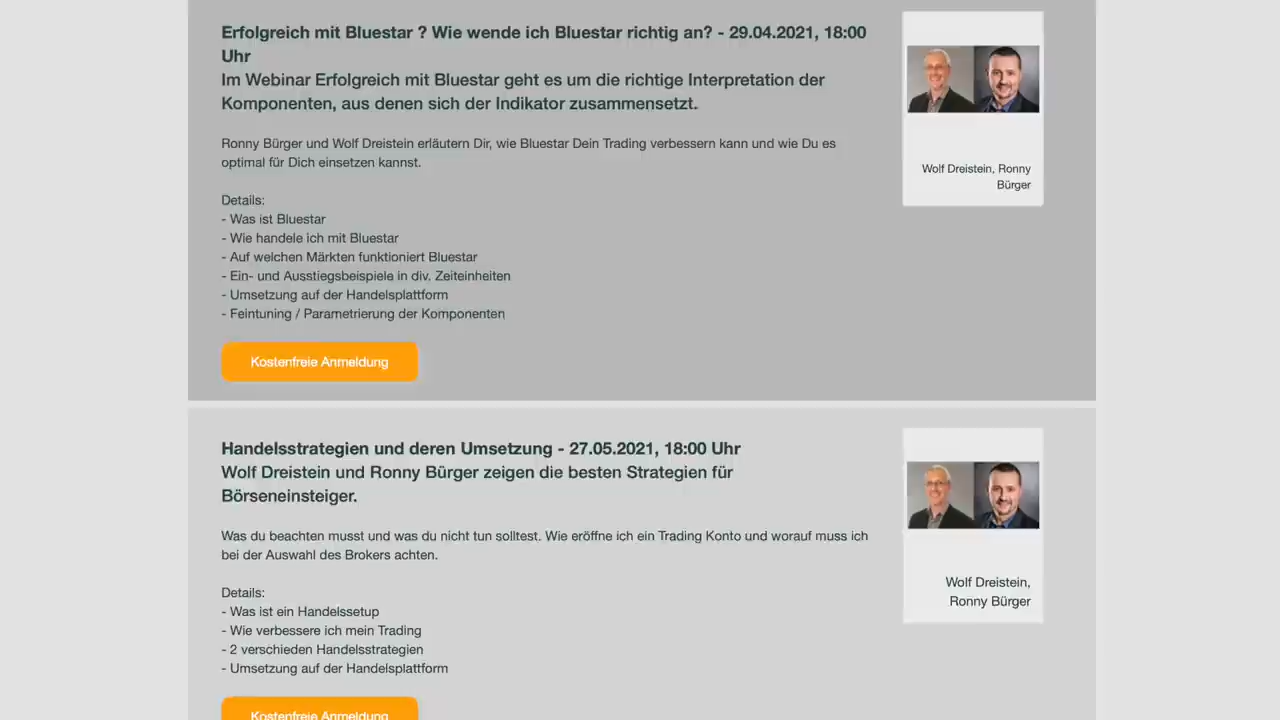 Erfolgreich mit Bluestar ? Wie wende ich Bluestar richtig an? - 29.04.2021, 18:00
Uhr
Im Webinar Erfolgreich mit Bluestar geht es um die richtige Interpretation der
Komponenten, aus denen sich der Indikator zusammensetzt.
Ronny Bürger und Wolf Dreistein erläutern Dir, wie Bluestar Dein Trading verbessern kann und wie Du es
optimal für Dich einsetzen kannst.
Details:
- Was ist Bluestar
- Wie handele ich mit Bluestar
- Auf welchen Märkten funktioniert Bluestar
- Ein- und Ausstiegsbeispiele in div. Zeiteinheiten
- Umsetzung auf der Handelsplattform
- Feintuning / Parametrierung der Komponenten
Kostenfreie Anmeldung
Wolf Dreistein, Ronny
Bürger
Handelsstrategien und deren Umsetzung - 27.05.2021, 18:00 Uhr
Wolf Dreistein und Ronny Bürger zeigen die besten Strategien für
Börseneinsteiger.
Was du beachten musst und was du nicht tun solltest. Wie eröffne ich ein Trading Konto und worauf muss ich
bei der Auswahl des Brokers achten.
Details:
- Was ist ein Handelssetup
- Wie verbessere ich mein Trading
- 2 verschieden Handelsstrategien
- Umsetzung auf der Handelsplattform
Kostenfreie Anmeldung
Wolf Dreistein,
Ronny Bürger